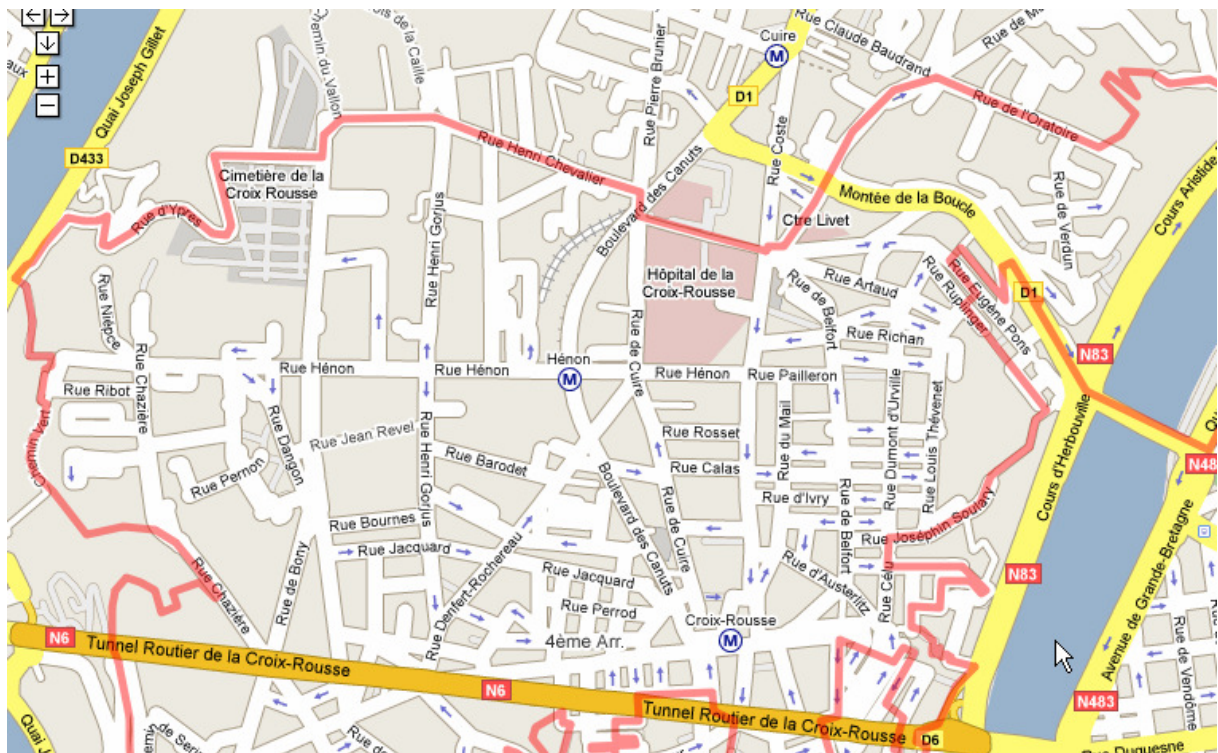 Quai Joseph Gillet
Chemin du Vallon
de la Caille
Rue Pierre Brunier
Cuire
M
Rue Claude Baudrand
D1
Rue de l'Oratoire
Cours Aristide
D433
Cimetière de la
Croix Rousse
Rue Henri Chevalier
Boulevard des Canuts
Rue Coste
Montée de la Boucle
Rue de Verdun
Rue d'Ypres
Rue Henri Gorjus
Ctre Livet
Hôpital de la
Croix-Rousse
Rue Artaud
Rue de Belfort
Rue Ruplinger
Rue Eugène Pons
D1
N83
Rue Niépce
Rue Chazière
Rue Richan
Rue de Cuire
Hénon
M
Rue Hénon
Rue Hénon
Rue Hénon
Rue Pailleron
Rue Ribot
Chemin Vert
Rue Dangon
Rue Jean Revel
Rue Henri Gorjus
Rue Barodet
Rue Rosset
Rue Calas
Rue du Mail
Rue Dumont d'Urville
Rue Louis Thévenet
Cours d'Herbouville
N48
Rue Pernon
Boulevard des Canuts
Rue de Cuire
Rue d'Ivry
Rue de Belfort
Avenue de Grande-Bretagne
Rue Bournes
Rue Jacquard
Rue Jacquard
Rue Joséphin Soulary
Rue d'Austerlitz
Rue Célu
N83
Rue de Bony
Rue Denfert-Rochereau
Rue Perrod
Rue Chazière
4ème Arr.
Croix-Rousse
M
N6
Tunnel Routier de la Croix-Rousse
N6
Tunnel Routier de la Croix-Rousse
D6
N483
Rue de Vendôme
Rue Duquesne
Quai J
de Seri